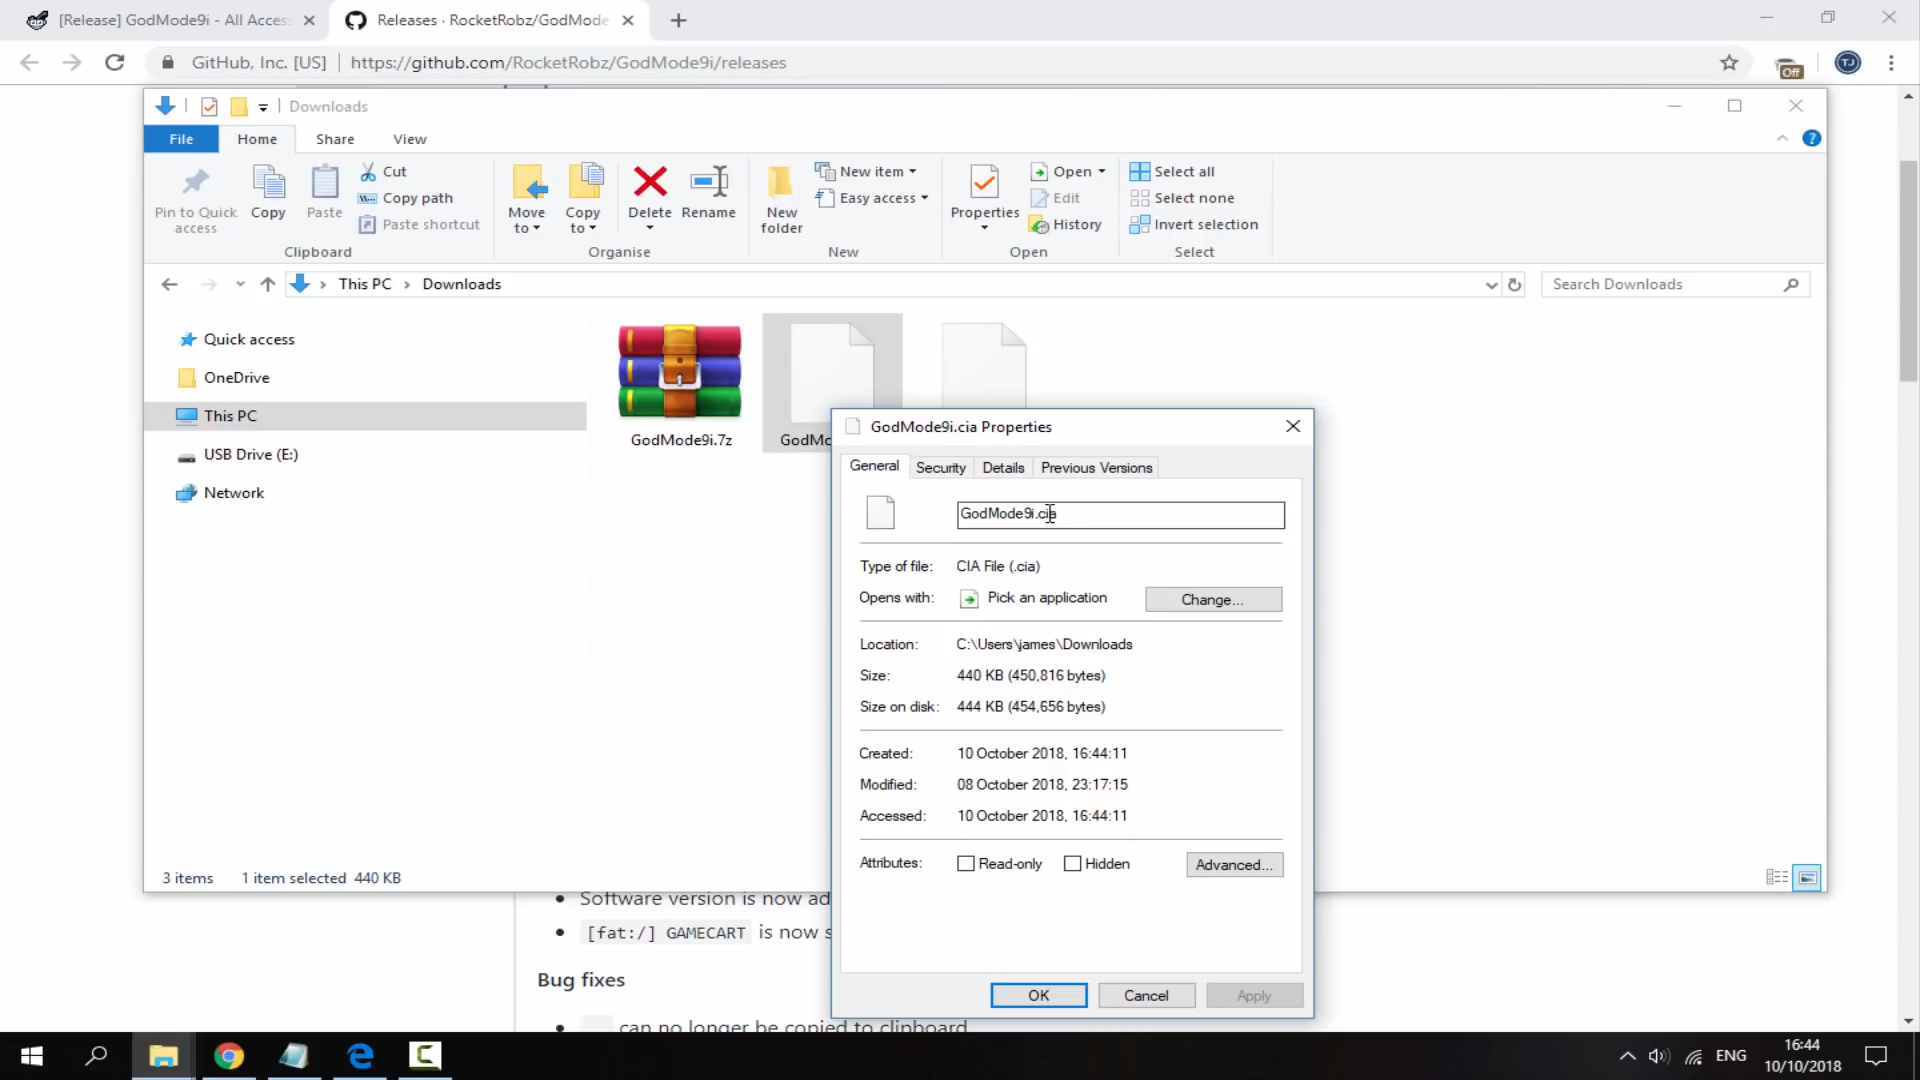 [Release] GodMode9i - All Acces
Releases · RocketRobz/GodMode
GitHub, Inc. [US]
https://github.com/RocketRobz/GodMode9i/releases
Off
TJ
Downloads
File
Home
Share
View
Pin to Quick access
Copy
Paste
Cut
Copy path
Paste shortcut
Clipboard
Move to
Copy to
Delete
Rename
Organise
New folder
New item
Easy access
New
Properties
Open
Edit
History
Open
Select all
Select none
Invert selection
Select
This PC > Downloads
Search Downloads
Quick access
OneDrive
This PC
USB Drive (E:)
Network
GodMode9i.7z
GodMo
GodMode9i.cia Properties
General
Security
Details
Previous Versions
GodMode9i.cia
Type of file: CIA File (.cia)
Opens with: Pick an application
Change...
Location: C:\Users\james\Downloads
Size: 440 KB (450,816 bytes)
Size on disk: 444 KB (454,656 bytes)
Created: 10 October 2018, 16:44:11
Modified: 08 October 2018, 23:17:15
Accessed: 10 October 2018, 16:44:11
Attributes: Read-only Hidden
Advanced...
OK
Cancel
Apply
3 items 1 item selected 440 KB
Software version is now ad
[fat:/] GAMECART is now s
Bug fixes
can no longer be copied to clipboard
ENG
16:44
10/10/2018